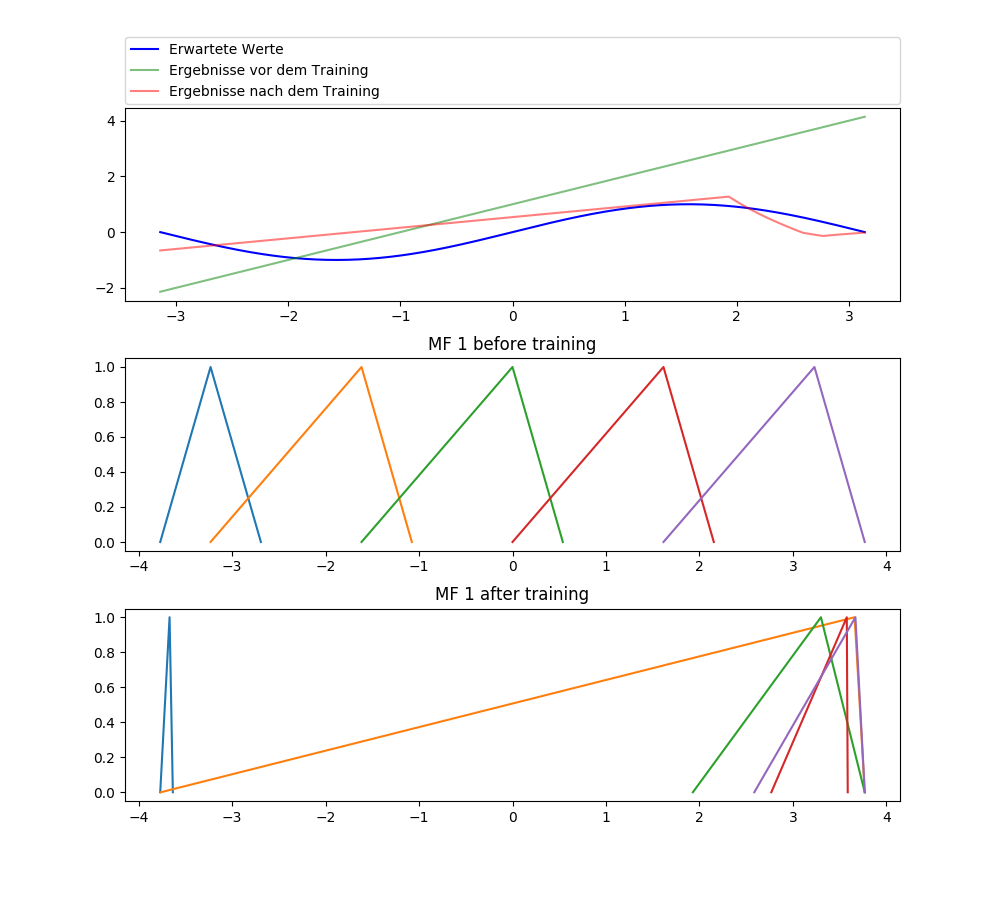 Erwartete Werte
Ergebnisse vor dem Training
Ergebnisse nach dem Training
4
2
0
−2
−3 −2 −1 0 1 2 3
MF 1 before training
1.0
0.8
0.6
0.4
0.2
0.0
−4 −3 −2 −1 0 1 2 3 4
MF 1 after training
1.0
0.8
0.6
0.4
0.2
0.0
−4 −3 −2 −1 0 1 2 3 4